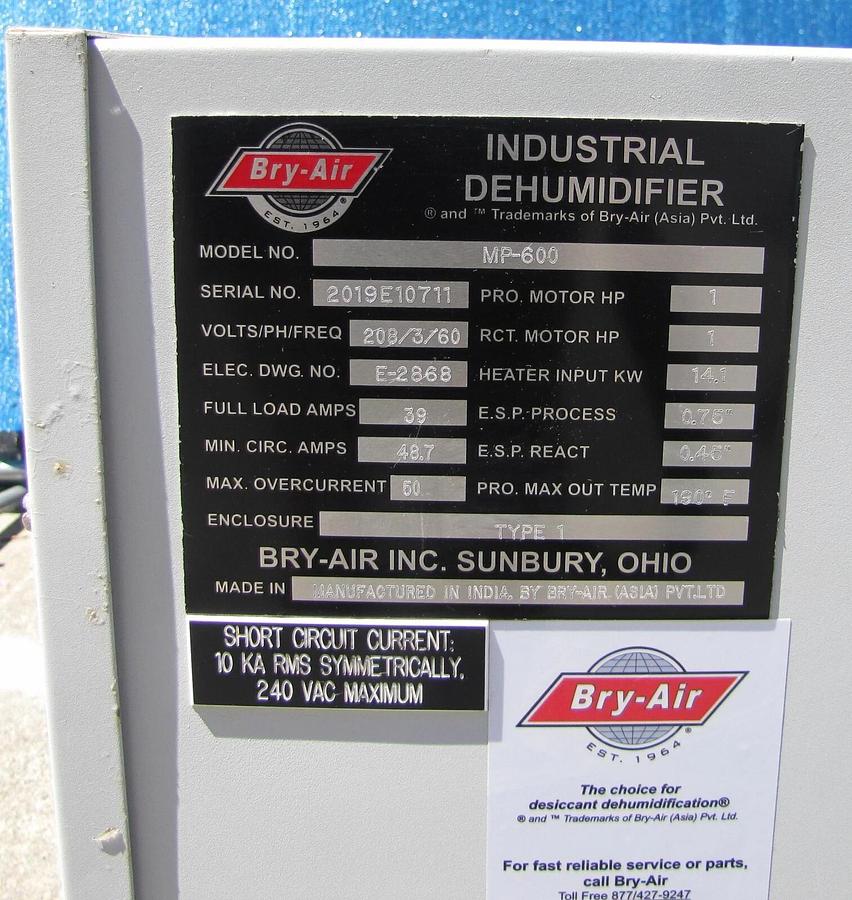 Bry-Air
EST. 1964®
INDUSTRIAL
DEHUMIDIFIER
® and ™ Trademarks of Bry-Air (Asia) Pvt. Ltd.
MODEL NO. MP-600
SERIAL NO. 2019E10711 PRO. MOTOR HP 1
VOLTS/PH/FREQ 208/3/60 RCT. MOTOR HP 1
ELEC. DWG. NO. E-2868 HEATER INPUT KW 14.1
FULL LOAD AMPS 39 E.S.P. PROCESS 0.75"
MIN. CIRC. AMPS 48.7 E.S.P. REACT 0.45"
MAX. OVERCURRENT 50 PRO. MAX OUT TEMP 190° F
ENCLOSURE TYPE 1
BRY-AIR INC. SUNBURY, OHIO
MADE IN MANUFACTURED IN INDIA. BY BRY-AIR (ASIA) PVT.LTD
SHORT CIRCUIT CURRENT:
10 KA RMS SYMMETRICALLY,
240 VAC MAXIMUM
Bry-Air
EST. 1964®
The choice for
desiccant dehumidification®
® and ™ Trademarks of Bry-Air (Asia) Pvt. Ltd.
For fast reliable service or parts,
call Bry-Air
Toll Free 877/427-9247